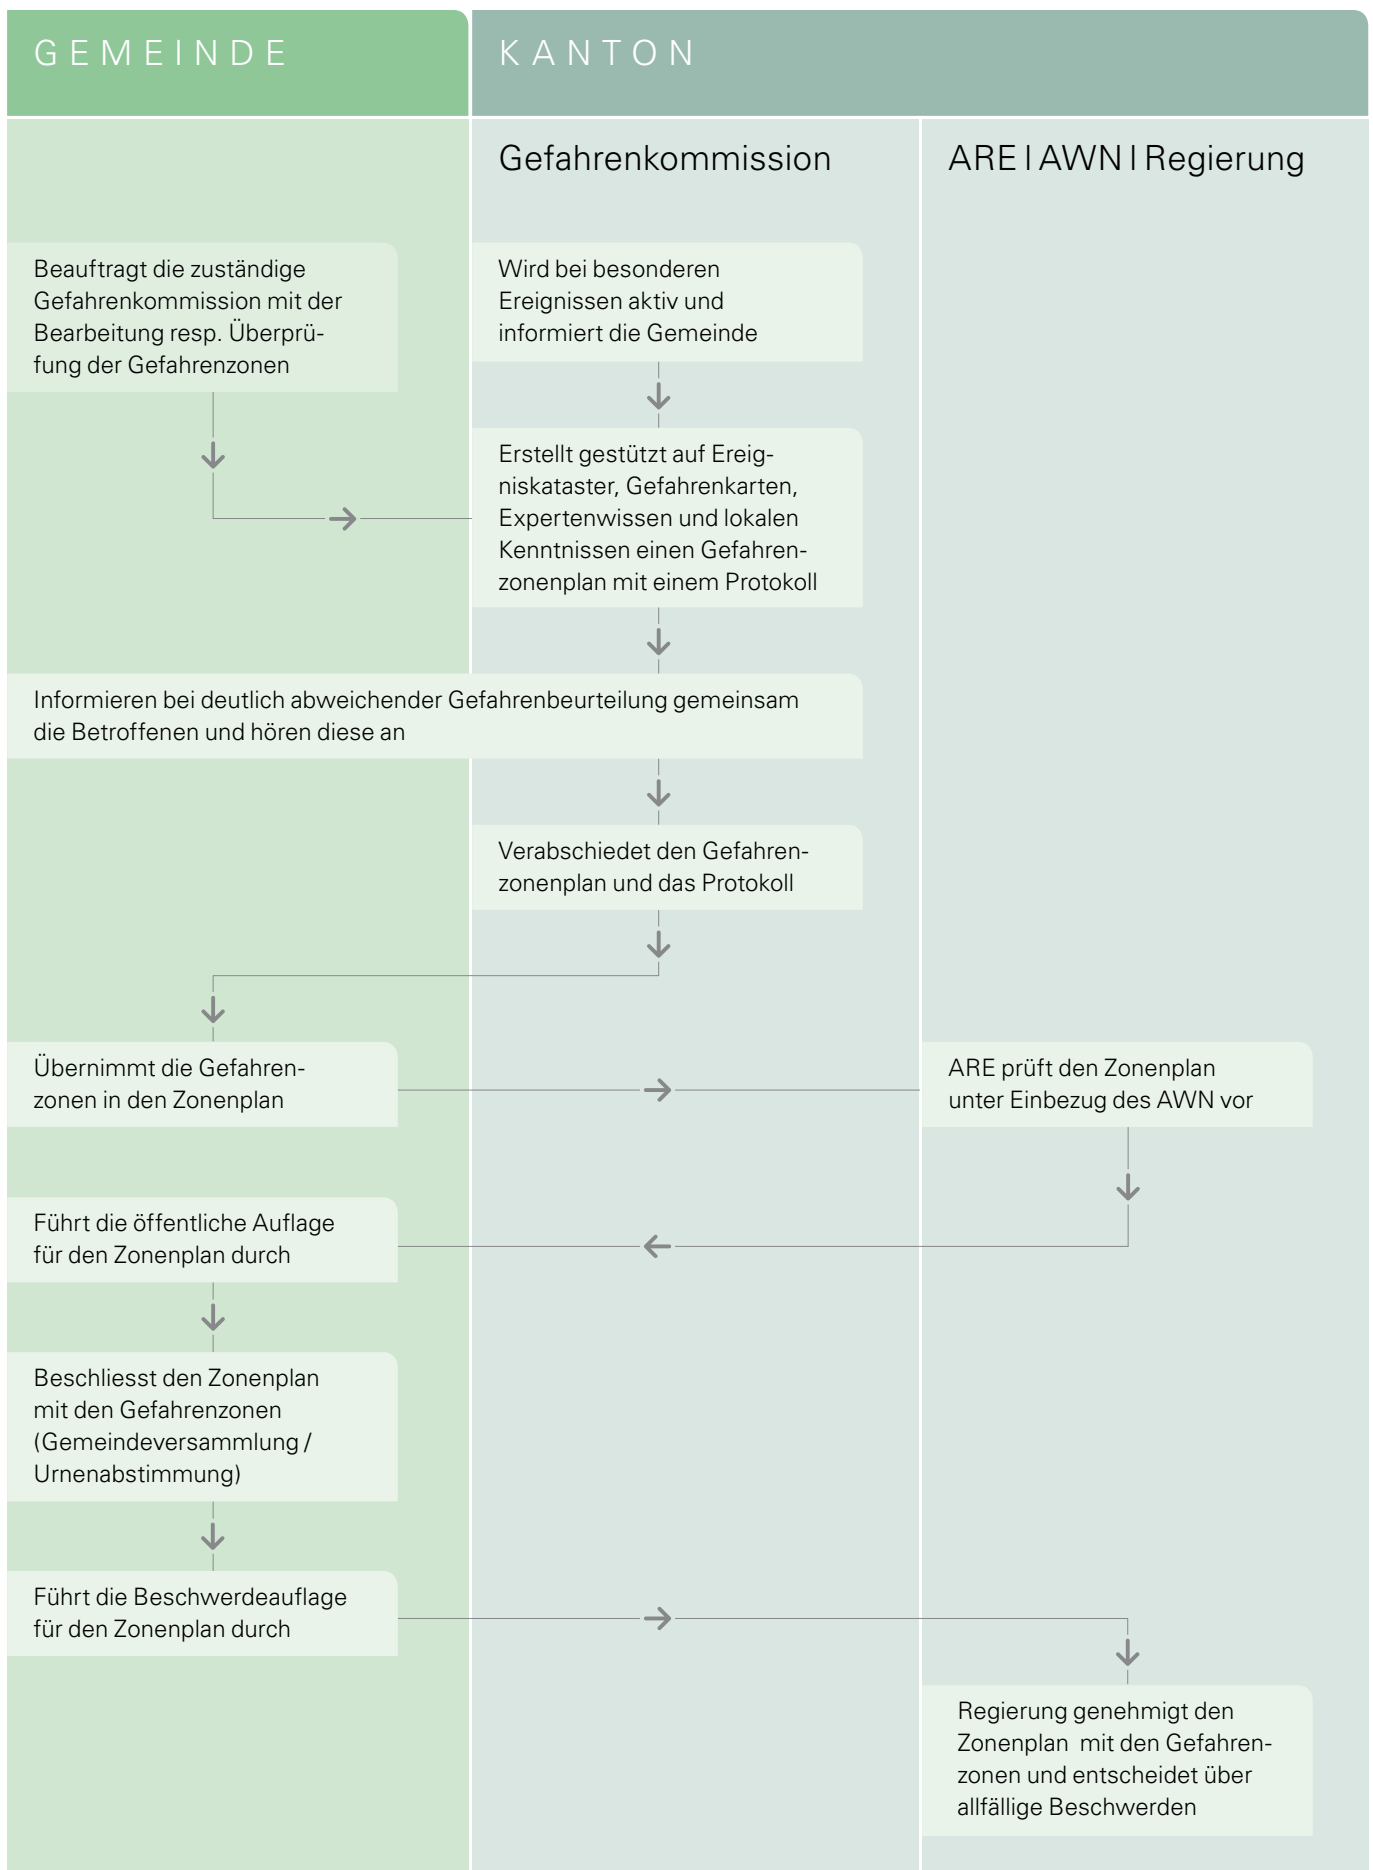 GEMEINDE
KANTON
Gefahrenkommission
ARE | AWN | Regierung
Beauftragt die zuständige
Gefahrenkommission mit der
Bearbeitung resp. Überprü-
fung der Gefahrenzonen
Wird bei besonderen
Ereignissen aktiv und
informiert die Gemeinde
Erstellt gestützt auf Ereig-
niskataster, Gefahrenkarten,
Expertenwissen und lokalen
Kenntnissen einen Gefahren-
zonenplan mit einem Protokoll
Informieren bei deutlich abweichender Gefahrenbeurteilung gemeinsam
die Betroffenen und hören diese an
Verabschiedet den Gefahren-
zonenplan und das Protokoll
Übernimmt die Gefahren-
zonen in den Zonenplan
ARE prüft den Zonenplan
unter Einbezug des AWN vor
Führt die öffentliche Auflage
für den Zonenplan durch
Beschliesst den Zonenplan
mit den Gefahrenzonen
(Gemeindeversammlung /
Urnenabstimmung)
Führt die Beschwerdeauflage
für den Zonenplan durch
Regierung genehmigt den
Zonenplan mit den Gefahren-
zonen und entscheidet über
allfällige Beschwerden